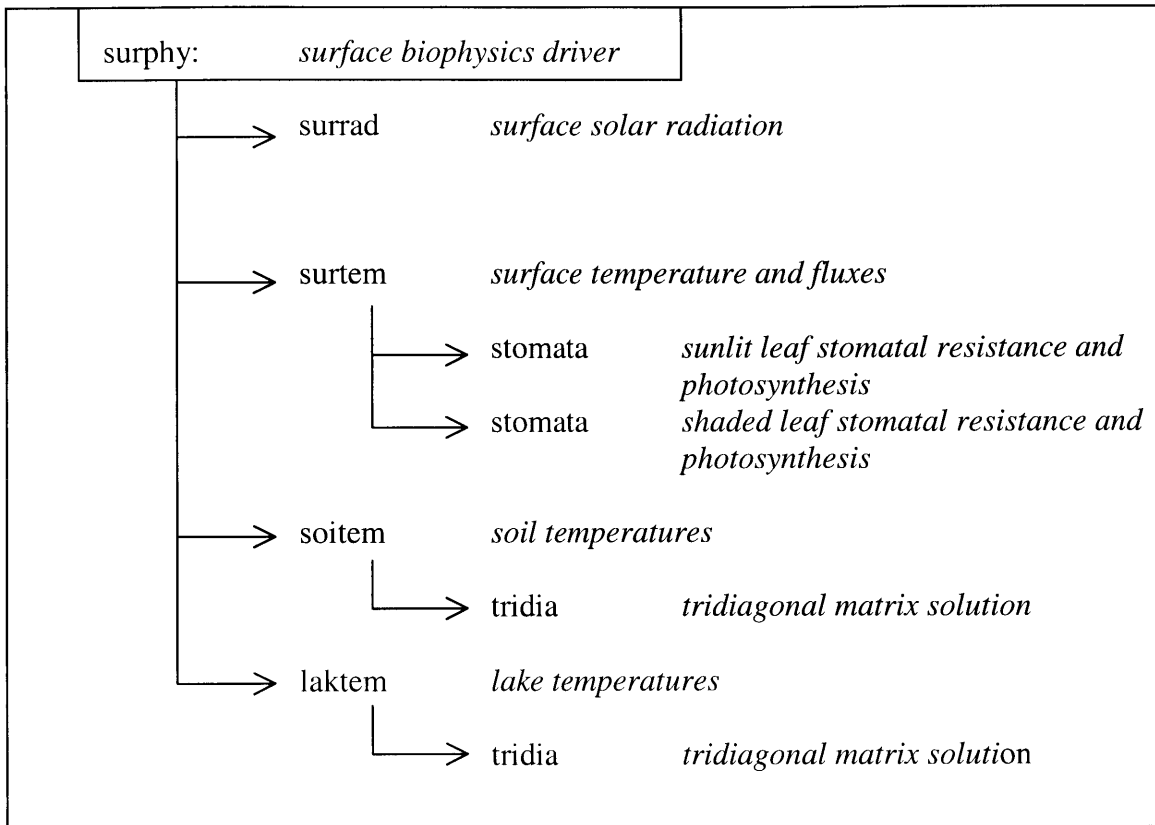 surphy: surface biophysics driver
surrad surface solar radiation
surtem surface temperature and fluxes
stomata sunlit leaf stomatal resistance and
photosynthesis
stomata shaded leaf stomatal resistance and
photosynthesis
soitem soil temperatures
tridia tridiagonal matrix solution
laktem lake temperatures
tridia tridiagonal matrix solution